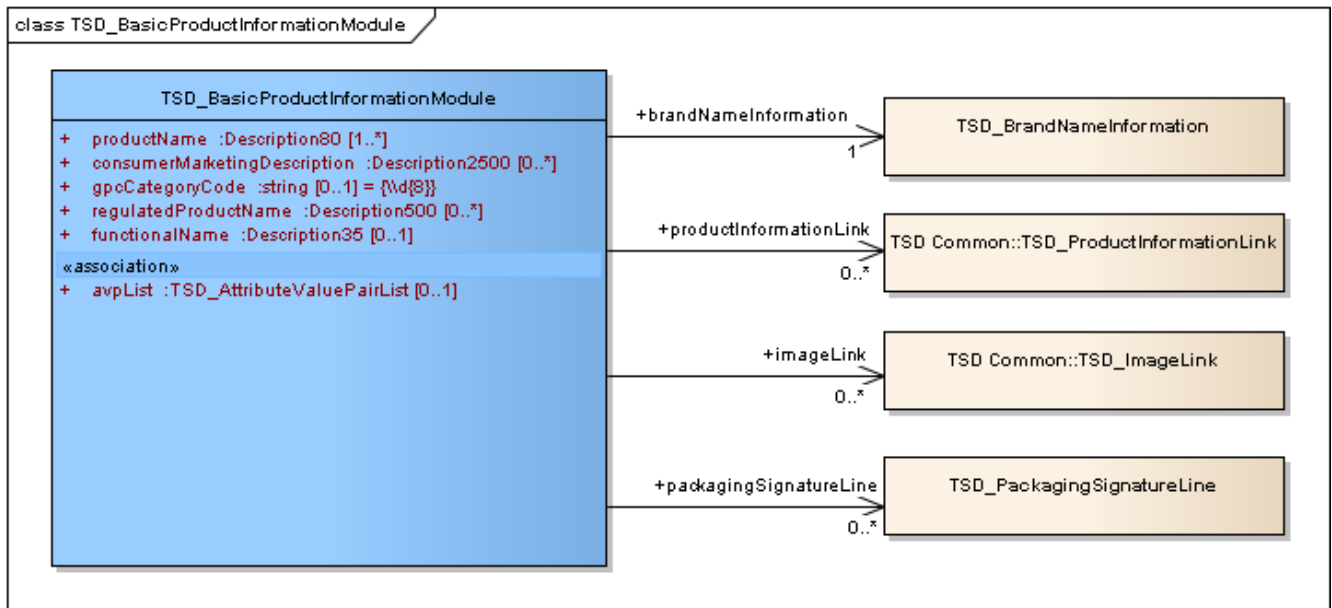 class TSD_BasicProductInformationModule
TSD_BasicProductInformationModule
+ productName :Description80 [1..*]
+ consumerMarketingDescription :Description2500 [0..*]
+ gpcCategoryCode :string [0..1] = {\\d{8}}
+ regulatedProductName :Description500 [0..*]
+ functionalName :Description35 [0..1]
«association»
+ avpList :TSD_AttributeValuePairList [0..1]
+brandNameInformation
1
TSD_BrandNameInformation
+productInformationLink
0..*
TSD Common::TSD_ProductInformationLink
+imageLink
0..*
TSD Common::TSD_ImageLink
+packagingSignatureLine
0..*
TSD_PackagingSignatureLine